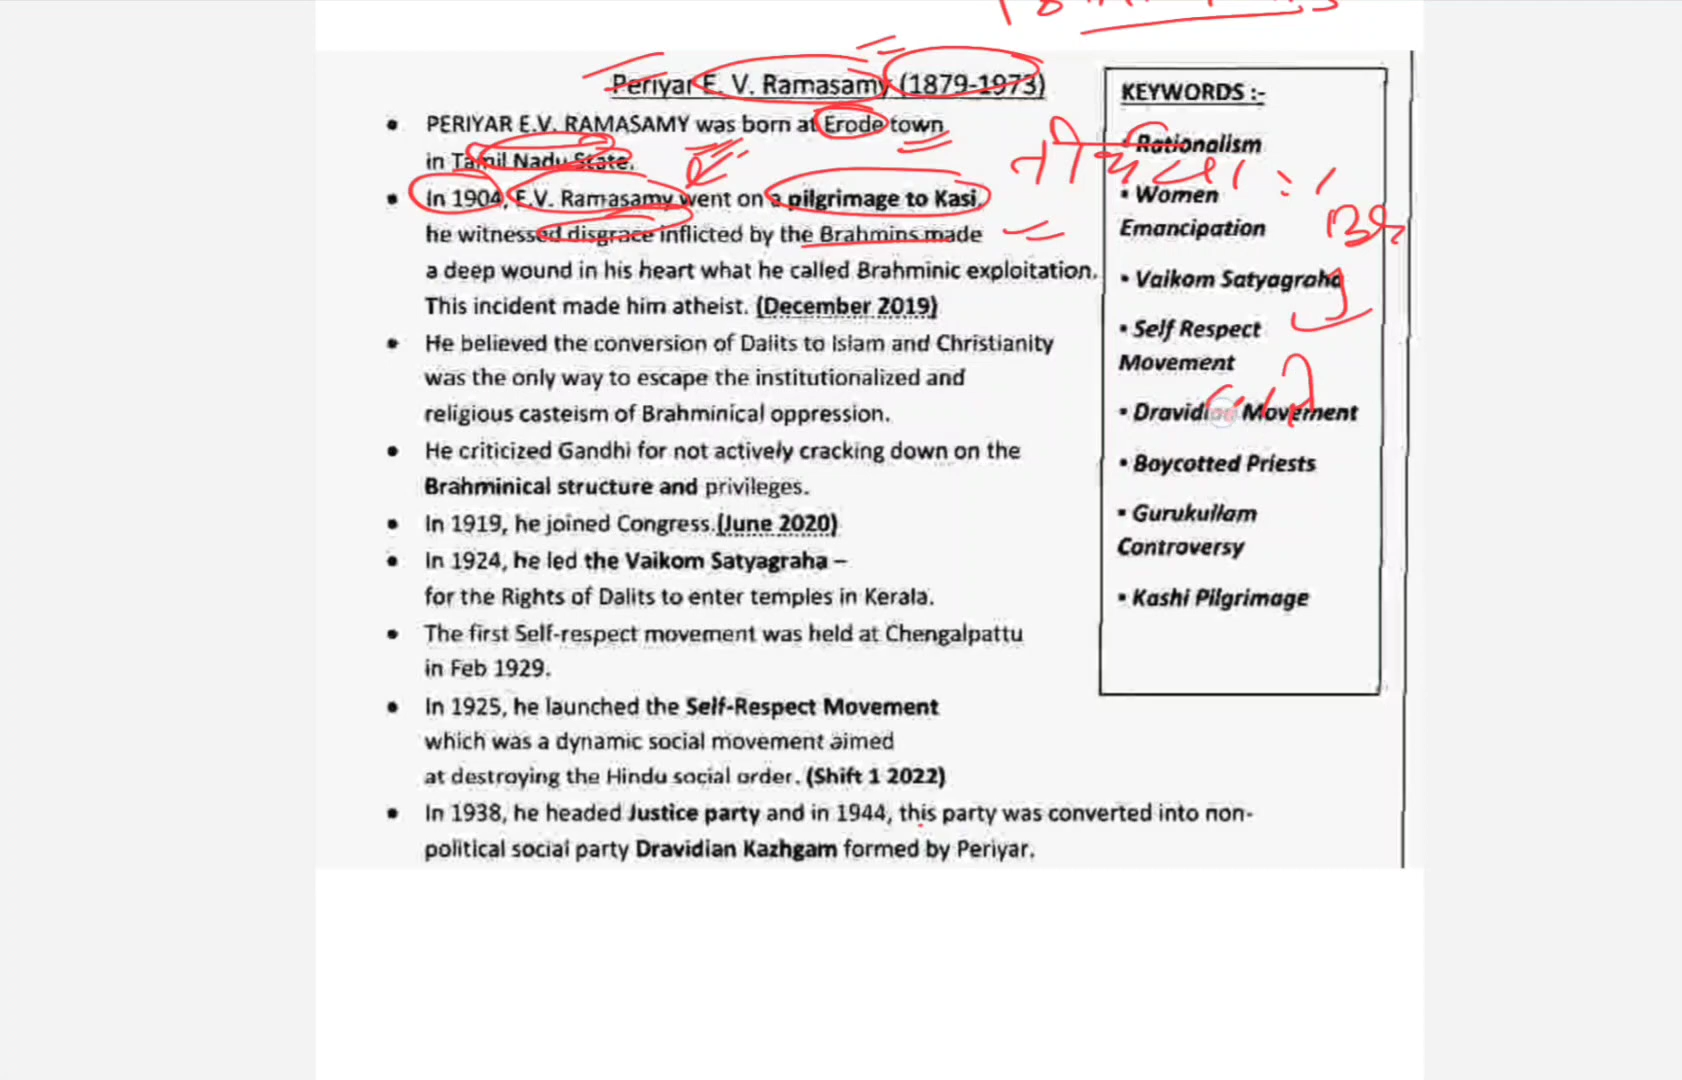 Periyar E. V. Ramasamy (1879-1973)
• PERIYAR E.V. RAMASAMY was born at Erode town
in Tamil Nadu State.
• In 1904, E.V. Ramasamy went on a pilgrimage to Kasi,
he witnessed disgrace inflicted by the Brahmins made
a deep wound in his heart what he called Brahminic exploitation.
This incident made him atheist. (December 2019)
• He believed the conversion of Dalits to Islam and Christianity
was the only way to escape the institutionalized and
religious casteism of Brahminical oppression.
• He criticized Gandhi for not actively cracking down on the
Brahminical structure and privileges.
• In 1919, he joined Congress.(June 2020)
• In 1924, he led the Vaikom Satyagraha –
for the Rights of Dalits to enter temples in Kerala.
• The first Self-respect movement was held at Chengalpattu
in Feb 1929.
• In 1925, he launched the Self-Respect Movement
which was a dynamic social movement aimed
at destroying the Hindu social order. (Shift 1 2022)
• In 1938, he headed Justice party and in 1944, this party was converted into non-
political social party Dravidian Kazhgam formed by Periyar.
KEYWORDS :-
• Rationalism
• Women
Emancipation
• Vaikom Satyagraha
• Self Respect
Movement
• Dravidian Movement
• Boycotted Priests
• Gurukullam
Controversy
• Kashi Pilgrimage